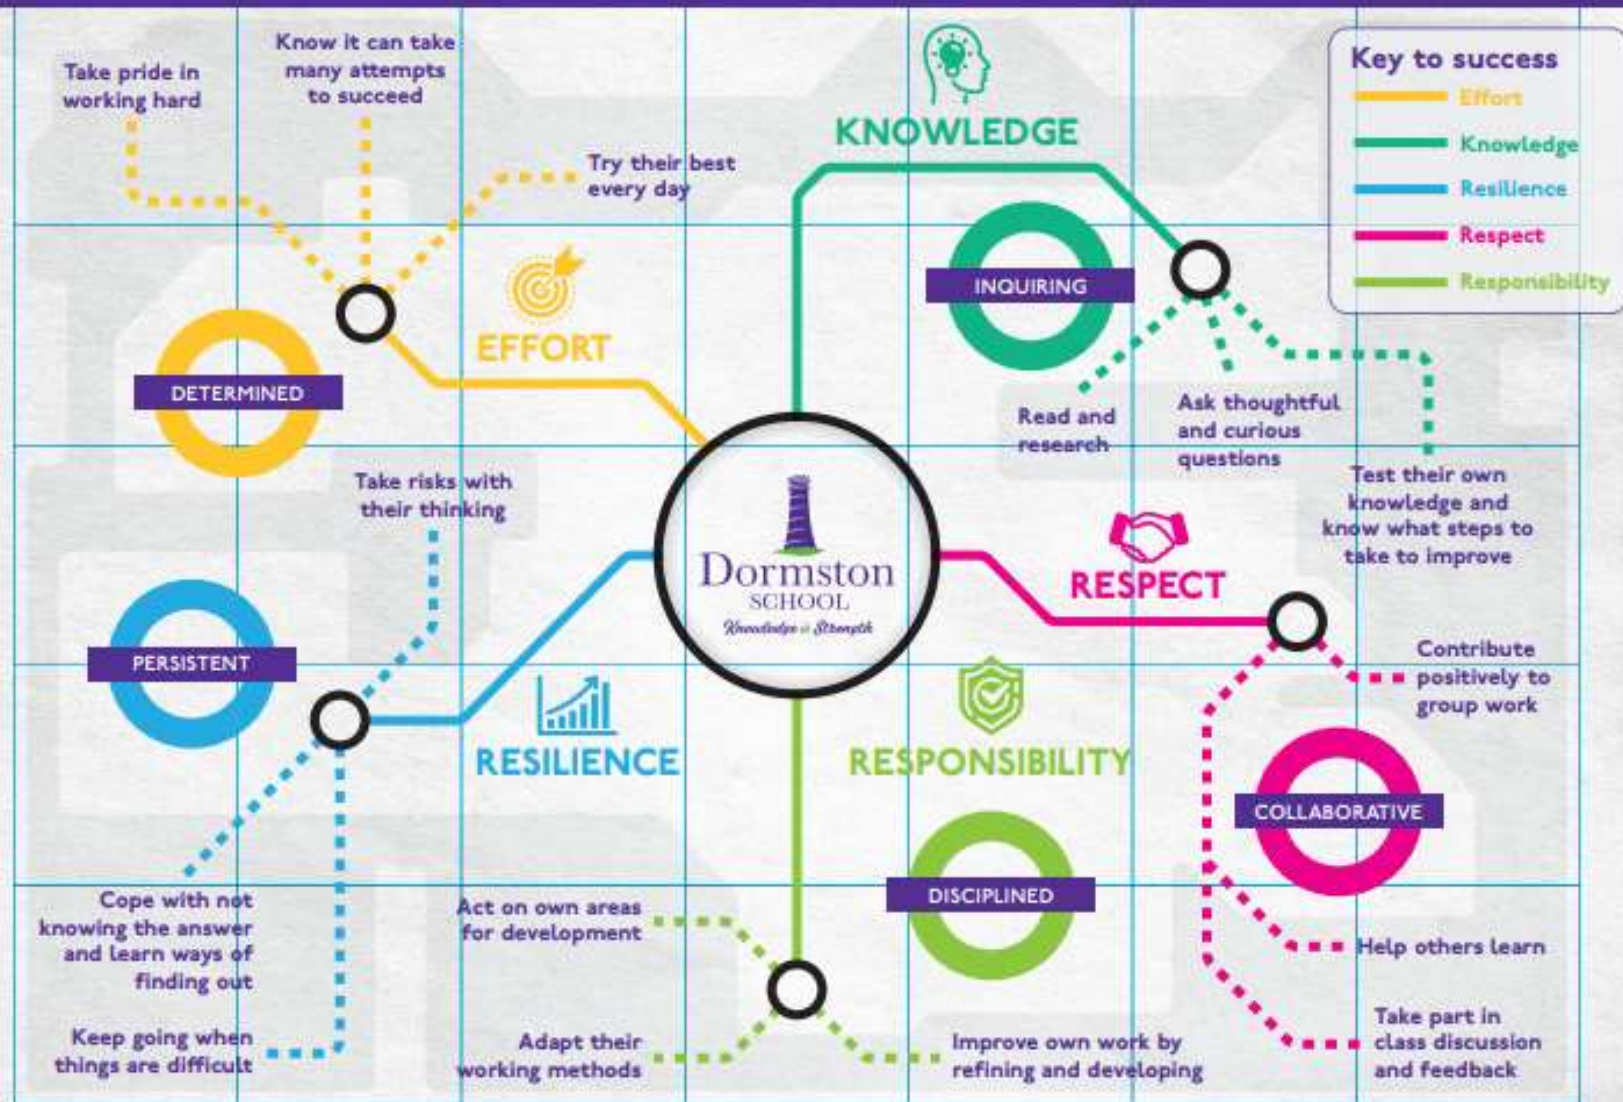 Take pride in
working hard
Know it can take
many attempts
to succeed
Try their best
every day
EFFORT
DETERMINED
KNOWLEDGE
INQUIRING
Read and
research
Ask thoughtful
and curious
questions
Test their own
knowledge and
know what steps to
take to improve
Key to success
Effort
Knowledge
Resilience
Respect
Responsibility
Dormston
SCHOOL
Knowledge is Strength
Take risks with
their thinking
PERSISTENT
RESILIENCE
Cope with not
knowing the answer
and learn ways of
finding out
Keep going when
things are difficult
RESPONSIBILITY
DISCIPLINED
Act on own areas
for development
Adapt their
working methods
Improve own work by
refining and developing
RESPECT
Contribute
positively to
group work
COLLABORATIVE
Help others learn
Take part in
class discussion
and feedback